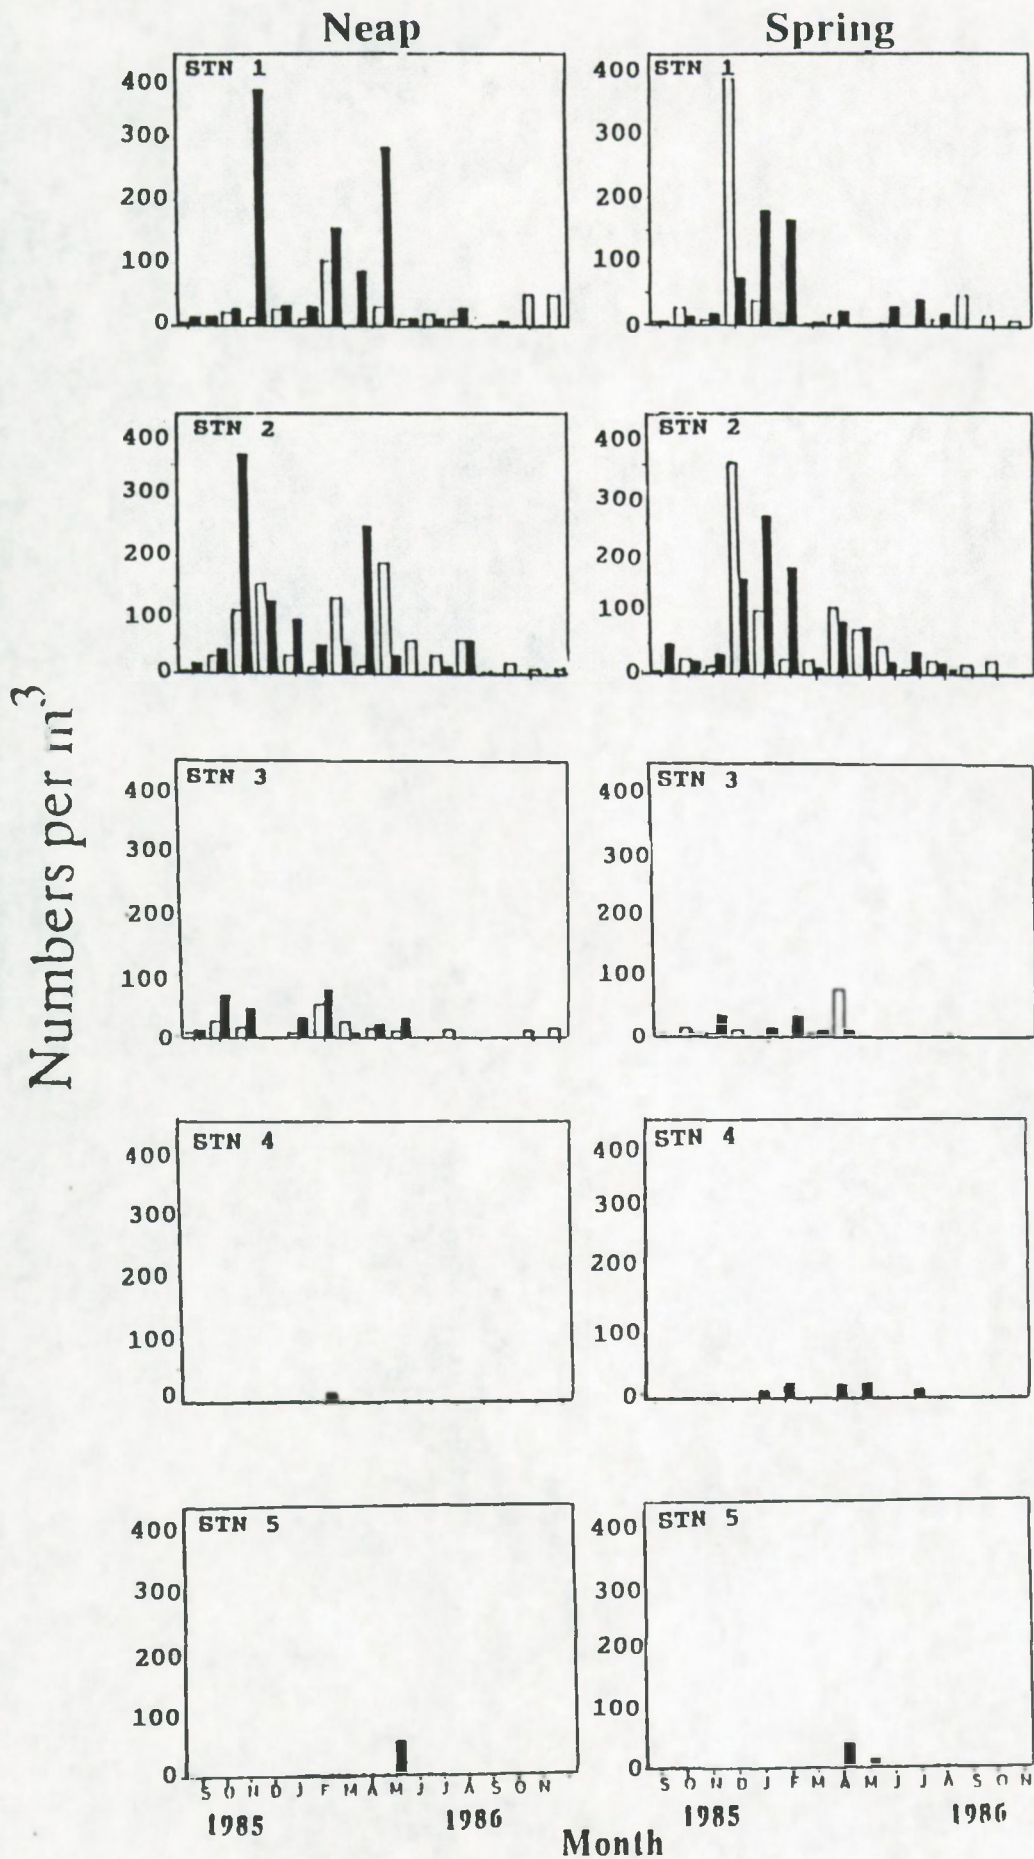 Neap Spring
STN 1 STN 1
400 400
300 300
200 200
100 100
0 0
STN 2 STN 2
400 400
300 300
200 200
100 100
0 0
Numbers per m3
STN 3 STN 3
400 400
300 300
200 200
100 100
0 0
STN 4 STN 4
400 400
300 300
200 200
100 100
0 0
STN 5 STN 5
400 400
300 300
200 200
100 100
0 0
S O N D J F M A M J J A S O N S O N D J F M A M J J A S O N
1985 1986 1985 1986
Month